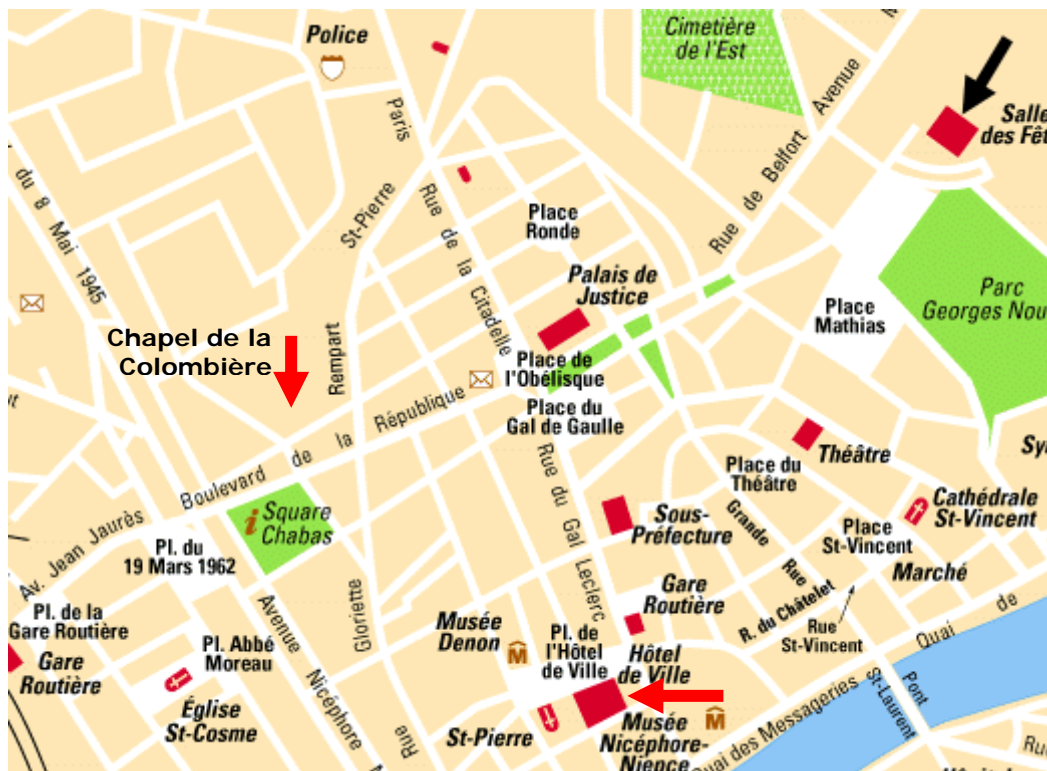 Cimetière
de l'Est
Police
Avenue
Salle
des Fêt
Paris
Rue de Belfort
du 8 Mai 1945
St-Pierre
Rue de la Citadelle
Place
Ronde
Palais de
Justice
Parc
Georges Nou
Place
Mathias
Chapel de la
Colombière
Rempart
Place de
l'Obélisque
Place du
Gal de Gaulle
Boulevard de la République
Théâtre
Place du
Théâtre
Rue du Gal Leclerc
Sy
Cathédrale
St-Vincent
Square
Chabas
Sous-
Préfecture
Grande Rue
Place
St-Vincent
Av. Jean Jaurès
Pl. du
19 Mars 1962
Marché
Gare
Routière
R. du Châtelet
Rue
St-Vincent
Quai de
Pl. de la
Gare Routière
Gare
Routière
Pl. Abbé
Moreau
Avenue Nicéphore
Rue Gloriette
Musée
Denon
M
Pl. de
l'Hôtel
de Ville
Hôtel
de Ville
Église
St-Cosme
St-Pierre
Musée
Nicéphore-
Niepce
M
Quai des Messageries
Pont
St-Laurent
Rue